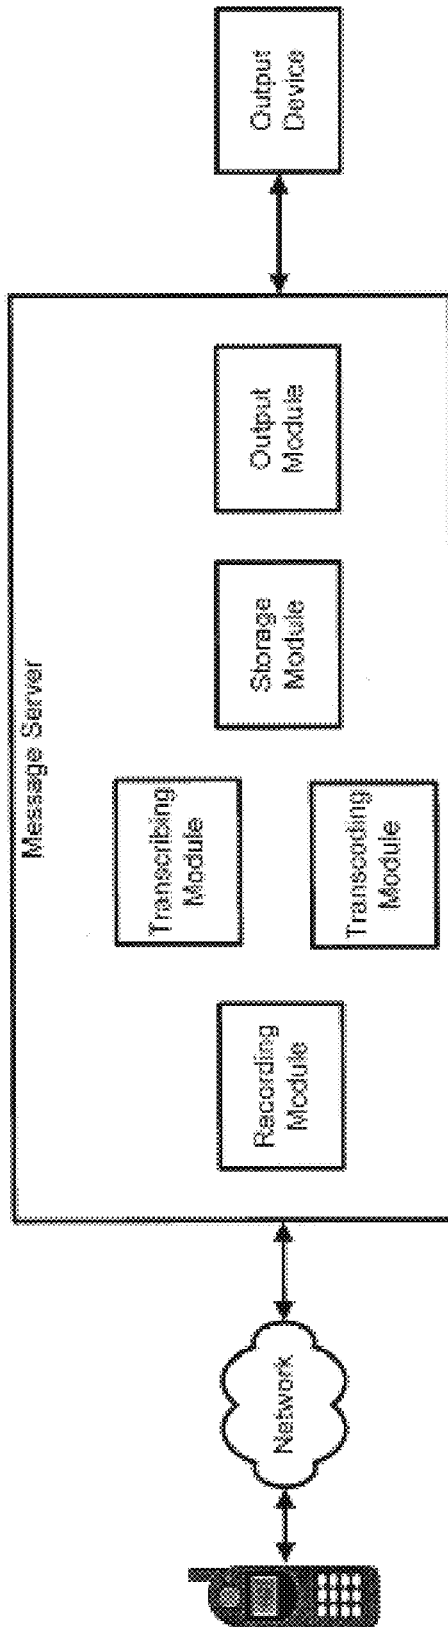 Message Server
Network
Recording
Module
Transcribing
Module
Transcoding
Module
Storage
Module
Output
Module
Output
Device